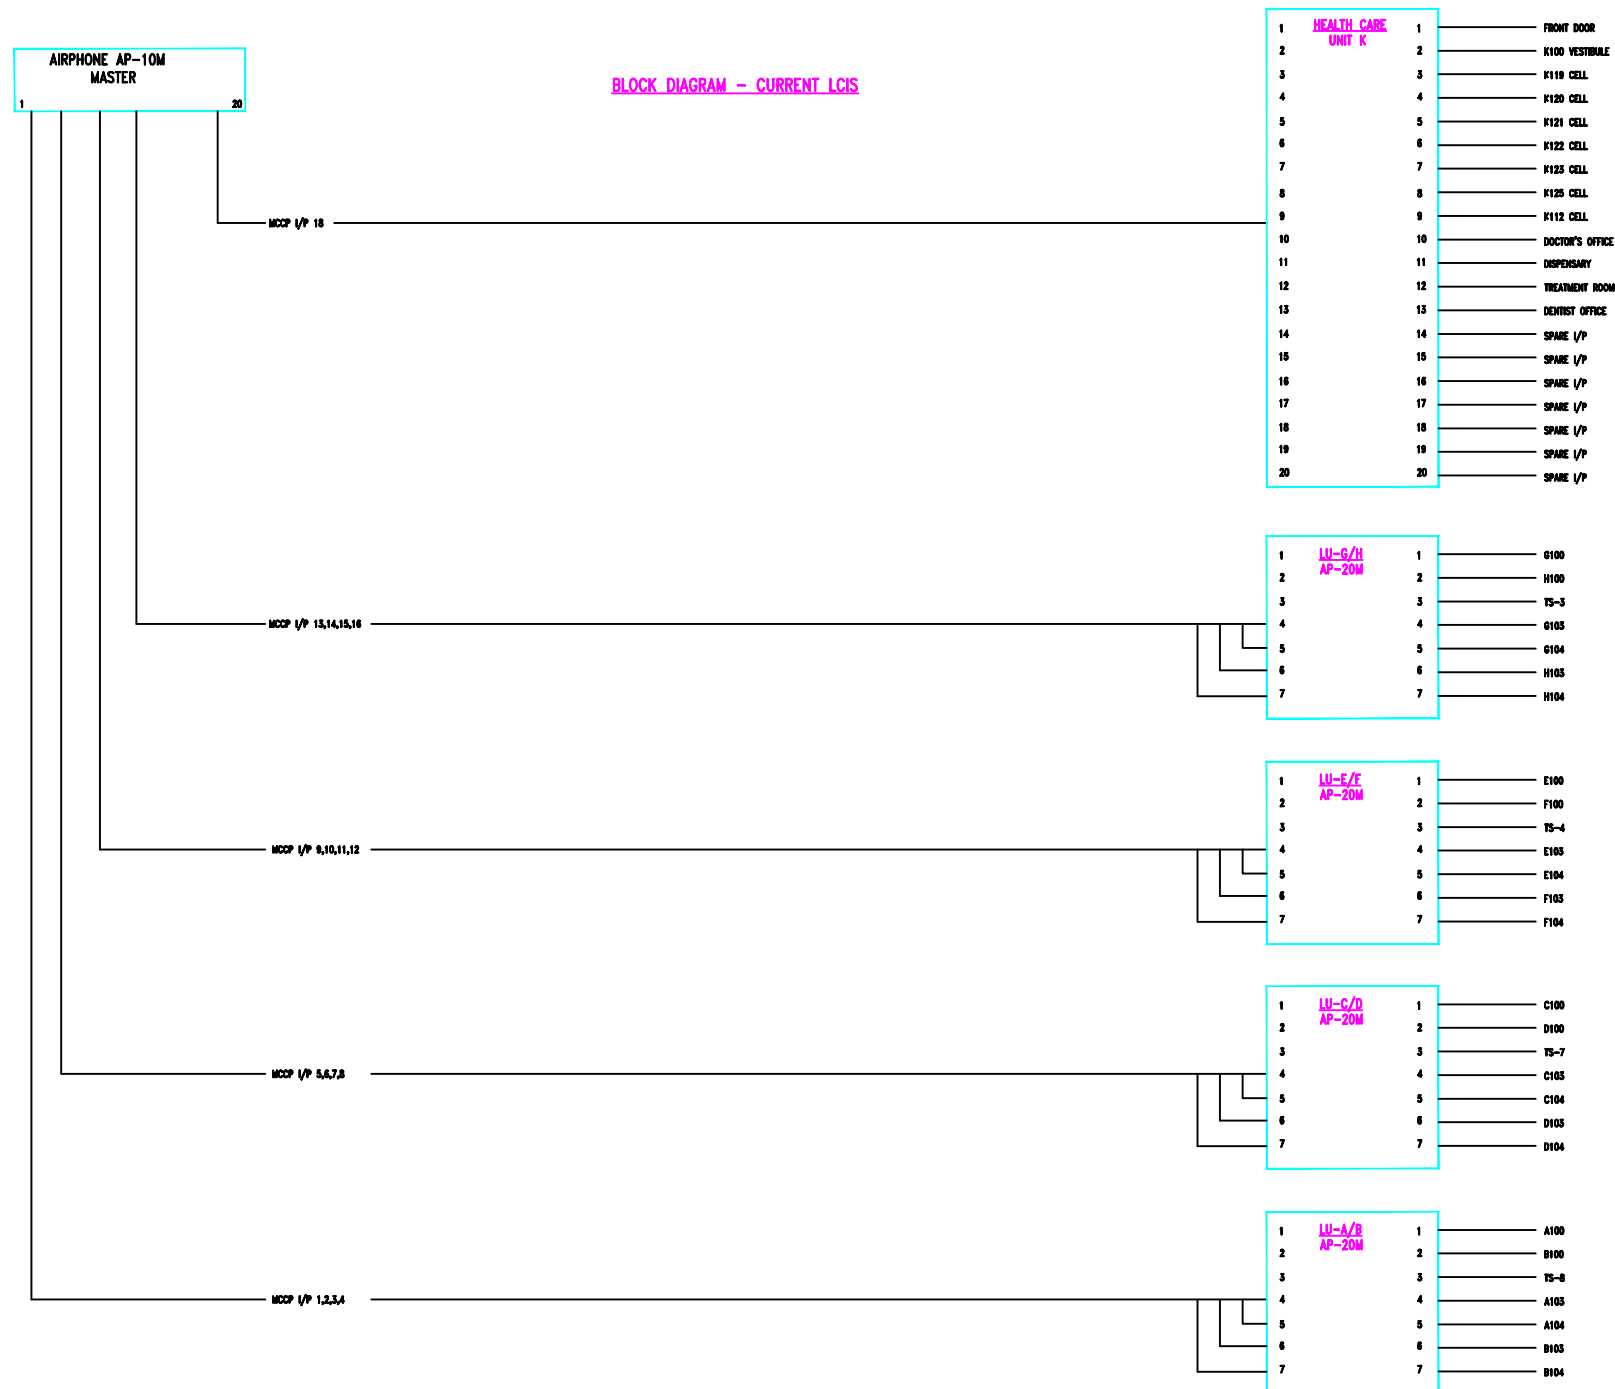 AIRPHONE AP-10M
MASTER
1 20
BLOCK DIAGRAM - CURRENT LCIS
HEALTH CARE
UNIT K
1 1 FRONT DOOR
2 2 K100 VESTIBULE
3 3 K119 CELL
4 4 K120 CELL
5 5 K121 CELL
6 6 K122 CELL
7 7 K123 CELL
8 8 K125 CELL
MCCP I/P 18
9 9 K112 CELL
10 10 DOCTOR'S OFFICE
11 11 DISPENSARY
12 12 TREATMENT ROOM
13 13 DENTIST OFFICE
14 14 SPARE I/P
15 15 SPARE I/P
16 16 SPARE I/P
17 17 SPARE I/P
18 18 SPARE I/P
19 19 SPARE I/P
20 20 SPARE I/P
LU-G/H
AP-20M
1 1 G100
2 2 H100
3 3 TS-3
MCCP I/P 13,14,15,16
4 4 G103
5 5 G104
6 6 H103
7 7 H104
LU-E/F
AP-20M
1 1 E100
2 2 F100
3 3 TS-4
MCCP I/P 9,10,11,12
4 4 E103
5 5 E104
6 6 F103
7 7 F104
LU-C/D
AP-20M
1 1 C100
2 2 D100
3 3 TS-7
MCCP I/P 5,6,7,8
4 4 C103
5 5 C104
6 6 D103
7 7 D104
LU-A/B
AP-20M
1 1 A100
2 2 B100
3 3 TS-8
MCCP I/P 1,2,3,4
4 4 A103
5 5 A104
6 6 B103
7 7 B104